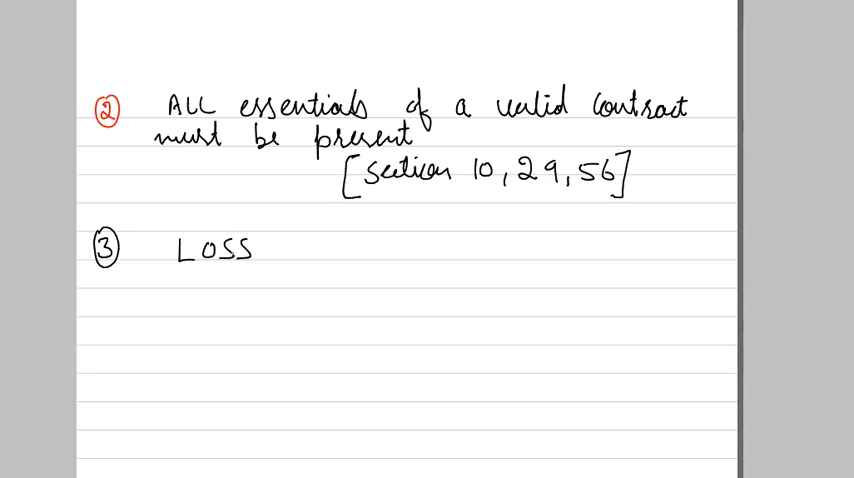 ② ALL essentials of a valid contract
must be present
[section 10, 29, 56]
③ LOSS